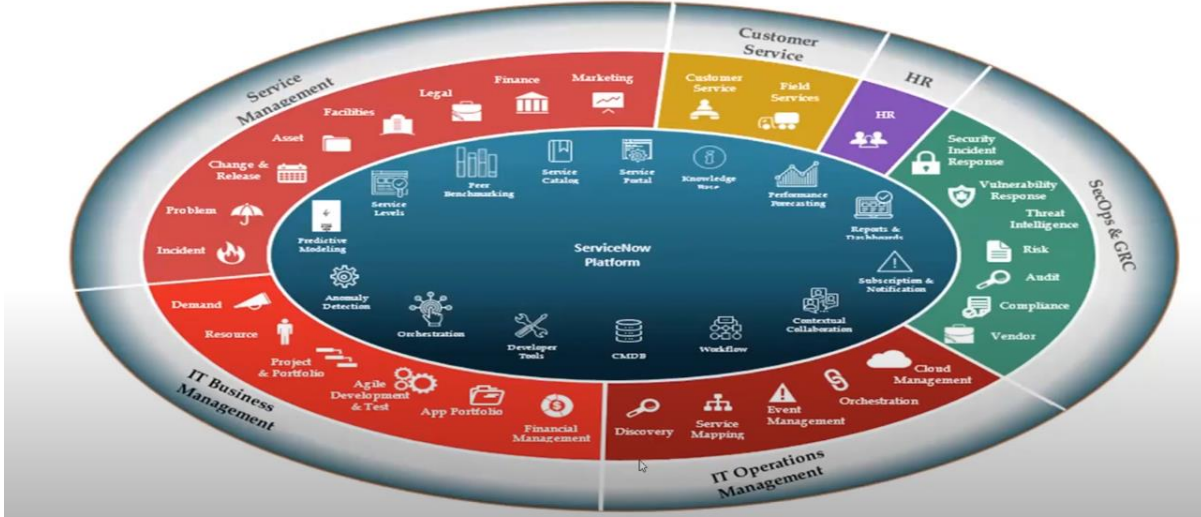 Service
Management
Customer
Service
HR
SecOps & GRC
IT Operations
Management
IT Business
Management
Incident
Problem
Change &
Release
Asset
Facilities
Legal
Finance
Marketing
Customer
Service
Field
Services
HR
Security
Incident
Response
Vulnerability
Response
Threat
Intelligence
Risk
Audit
Compliance
Vendor
Cloud
Management
Orchestration
Event
Management
Service
Mapping
Discovery
Financial
Management
App Portfolio
Agile
Development
& Test
Project
& Portfolio
Resource
Demand
Predictive
Modeling
Service
Levels
Peer
Benchmarking
Service
Catalog
Service
Portal
Knowledge
Base
Performance
Forecasting
Reports &
Dashboards
Subscription &
Notification
Contextual
Collaboration
Workflow
CMDB
Developer
Tools
Orchestration
Anomaly
Detection
ServiceNow
Platform